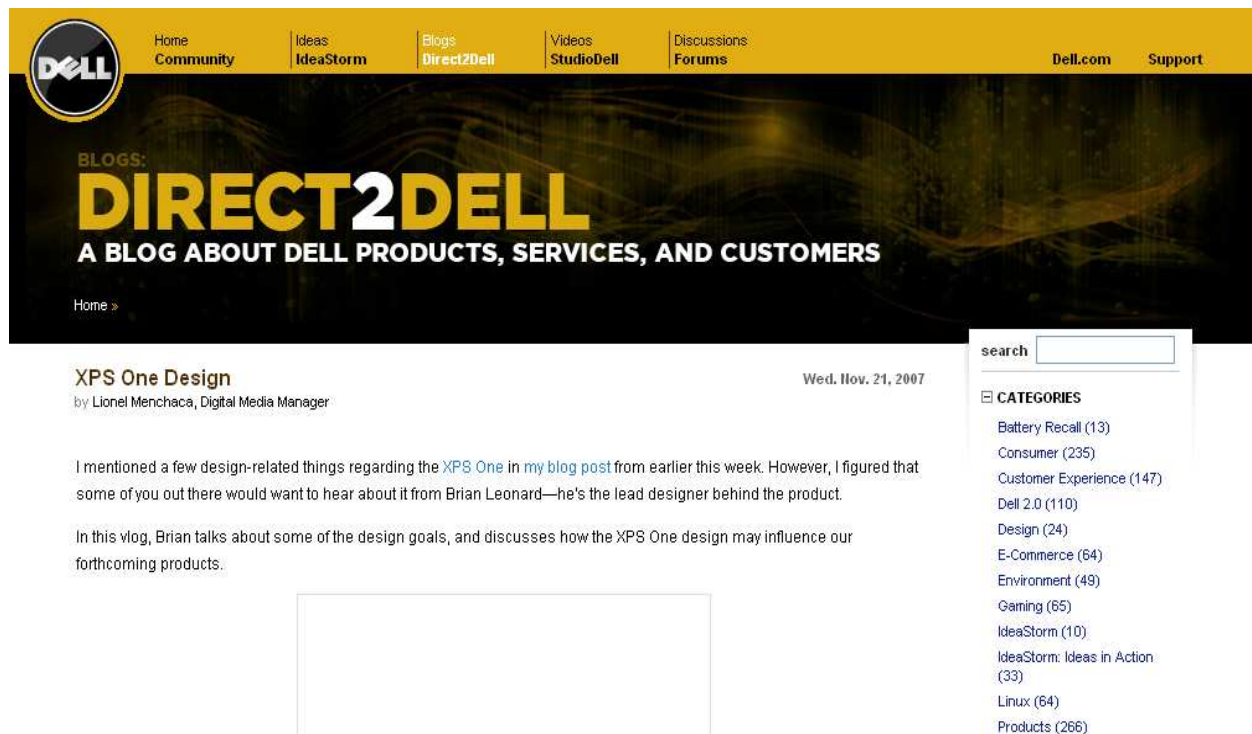 DELL
Home
Community
Ideas
IdeaStorm
Blogs
Direct2Dell
Videos
StudioDell
Discussions
Forums
Dell.com Support
BLOGS:
DIRECT2DELL
A BLOG ABOUT DELL PRODUCTS, SERVICES, AND CUSTOMERS
Home »
XPS One Design
Wed. Nov. 21, 2007
by Lionel Menchaca, Digital Media Manager
I mentioned a few design-related things regarding the XPS One in my blog post from earlier this week. However, I figured that
some of you out there would want to hear about it from Brian Leonard—he's the lead designer behind the product.
In this vlog, Brian talks about some of the design goals, and discusses how the XPS One design may influence our
forthcoming products.
search
CATEGORIES
Battery Recall (13)
Consumer (235)
Customer Experience (147)
Dell 2.0 (110)
Design (24)
E-Commerce (64)
Environment (49)
Gaming (65)
IdeaStorm (10)
IdeaStorm: Ideas in Action
(33)
Linux (64)
Products (266)